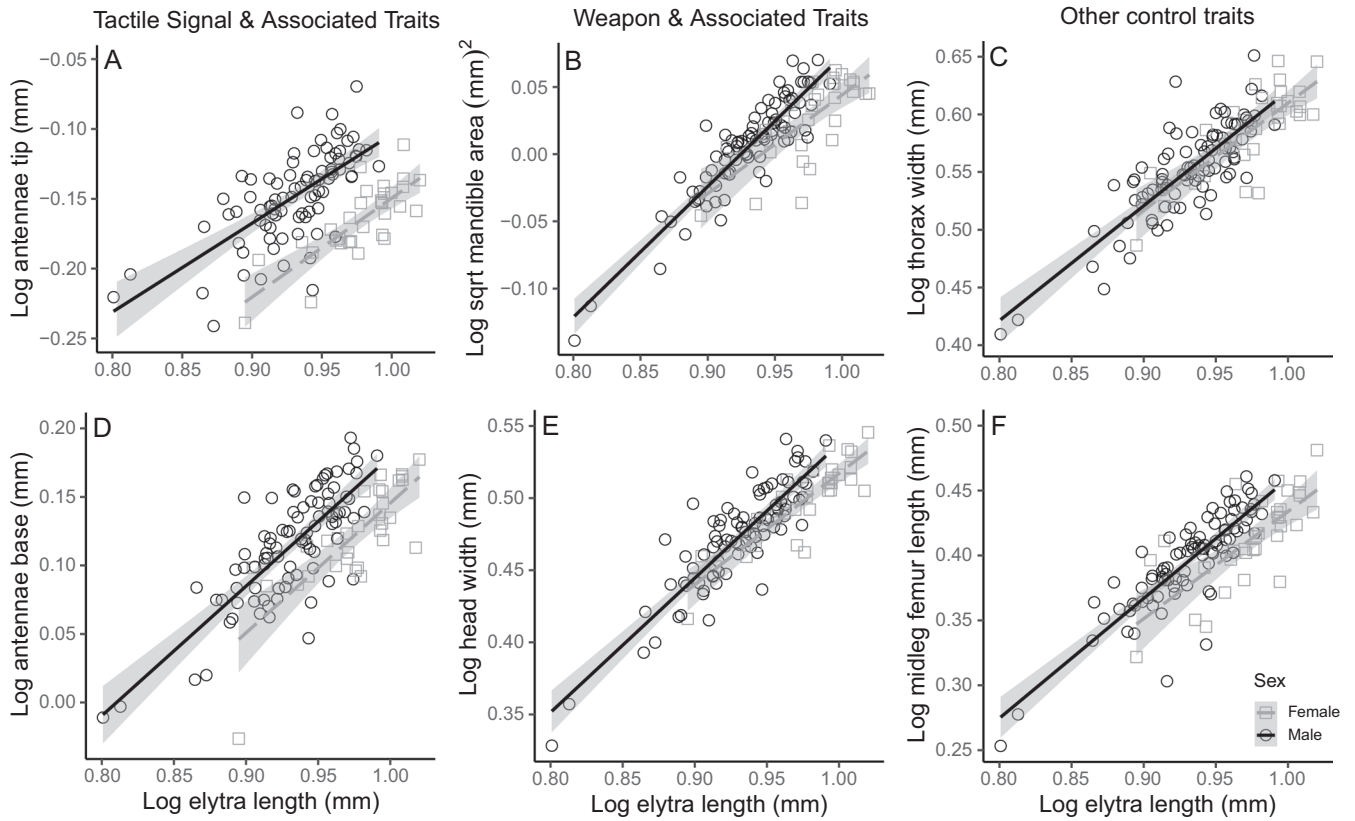 Tactile Signal & Associated Traits
Weapon & Associated Traits
Other control traits
A
Log antennae tip (mm)
−0.05
−0.10
−0.15
−0.20
−0.25
0.80 0.85 0.90 0.95 1.00
B
Log sqrt mandible area (mm)²
0.05
0.00
−0.05
−0.10
0.80 0.85 0.90 0.95 1.00
C
Log thorax width (mm)
0.65
0.60
0.55
0.50
0.45
0.40
0.80 0.85 0.90 0.95 1.00
D
Log antennae base (mm)
0.20
0.15
0.10
0.05
0.00
0.80 0.85 0.90 0.95 1.00
Log elytra length (mm)
E
Log head width (mm)
0.55
0.50
0.45
0.40
0.35
0.80 0.85 0.90 0.95 1.00
Log elytra length (mm)
F
Log midleg femur length (mm)
0.50
0.45
0.40
0.35
0.30
0.25
0.80 0.85 0.90 0.95 1.00
Log elytra length (mm)
Sex
Female
Male